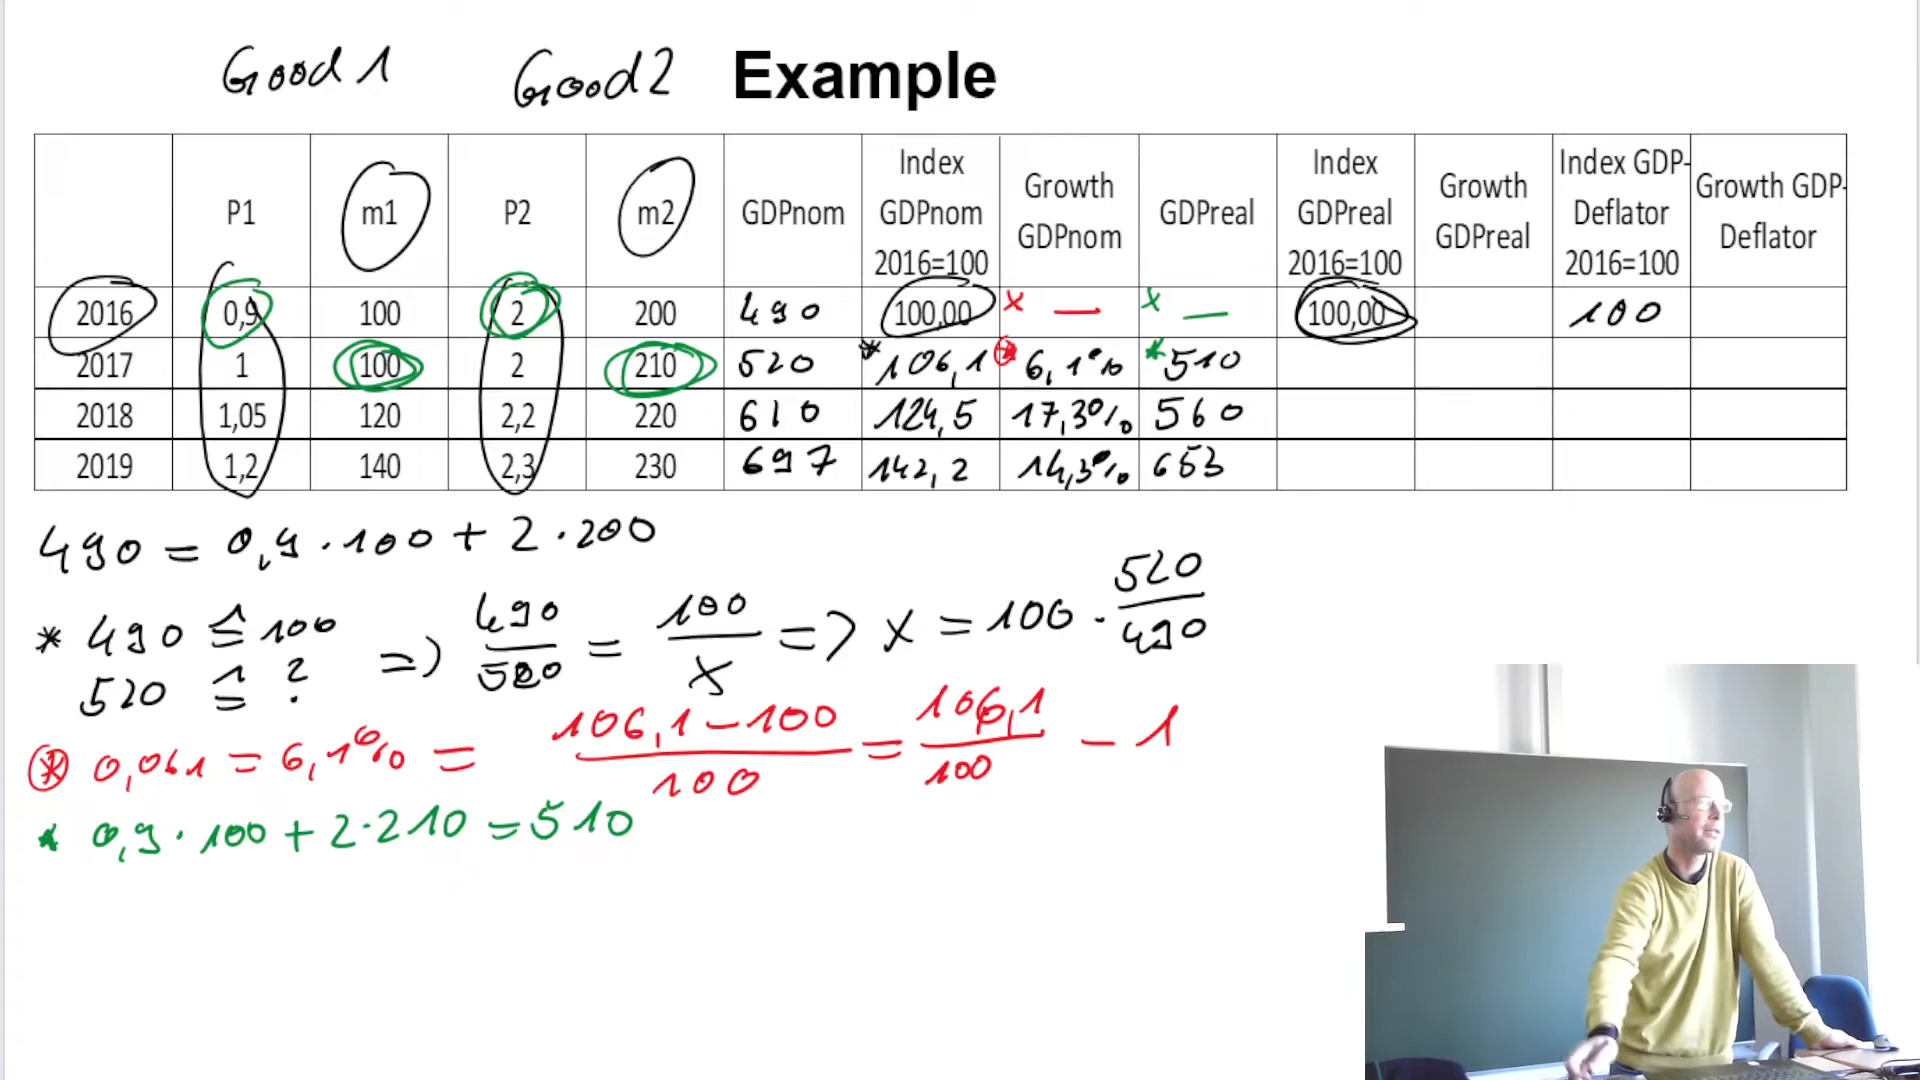 Good 1 Good 2 Example
P1 m1 P2 m2 GDPnom Index GDPnom 2016=100 Growth GDPnom GDPreal Index GDPreal 2016=100 Growth GDPreal Index GDP-Deflator 2016=100 Growth GDP-Deflator
2016 0,9 100 2 200 490 100,00 x — x — 100,00 100
2017 1 100 2 210 520 * 106,1 * 6,1% * 510
2018 1,05 120 2,2 220 610 124,5 17,3% 560
2019 1,2 140 2,3 230 697 142,2 14,3% 653
490 = 0,9 · 100 + 2 · 200
* 490 ≙ 100 => 490/520 = 100/x => x = 100 · 520/490
520 ≙ ?
* 0,061 = 6,1% = 106,1 – 100 / 100 = 106,1/100 – 1
* 0,9 · 100 + 2 · 210 = 510